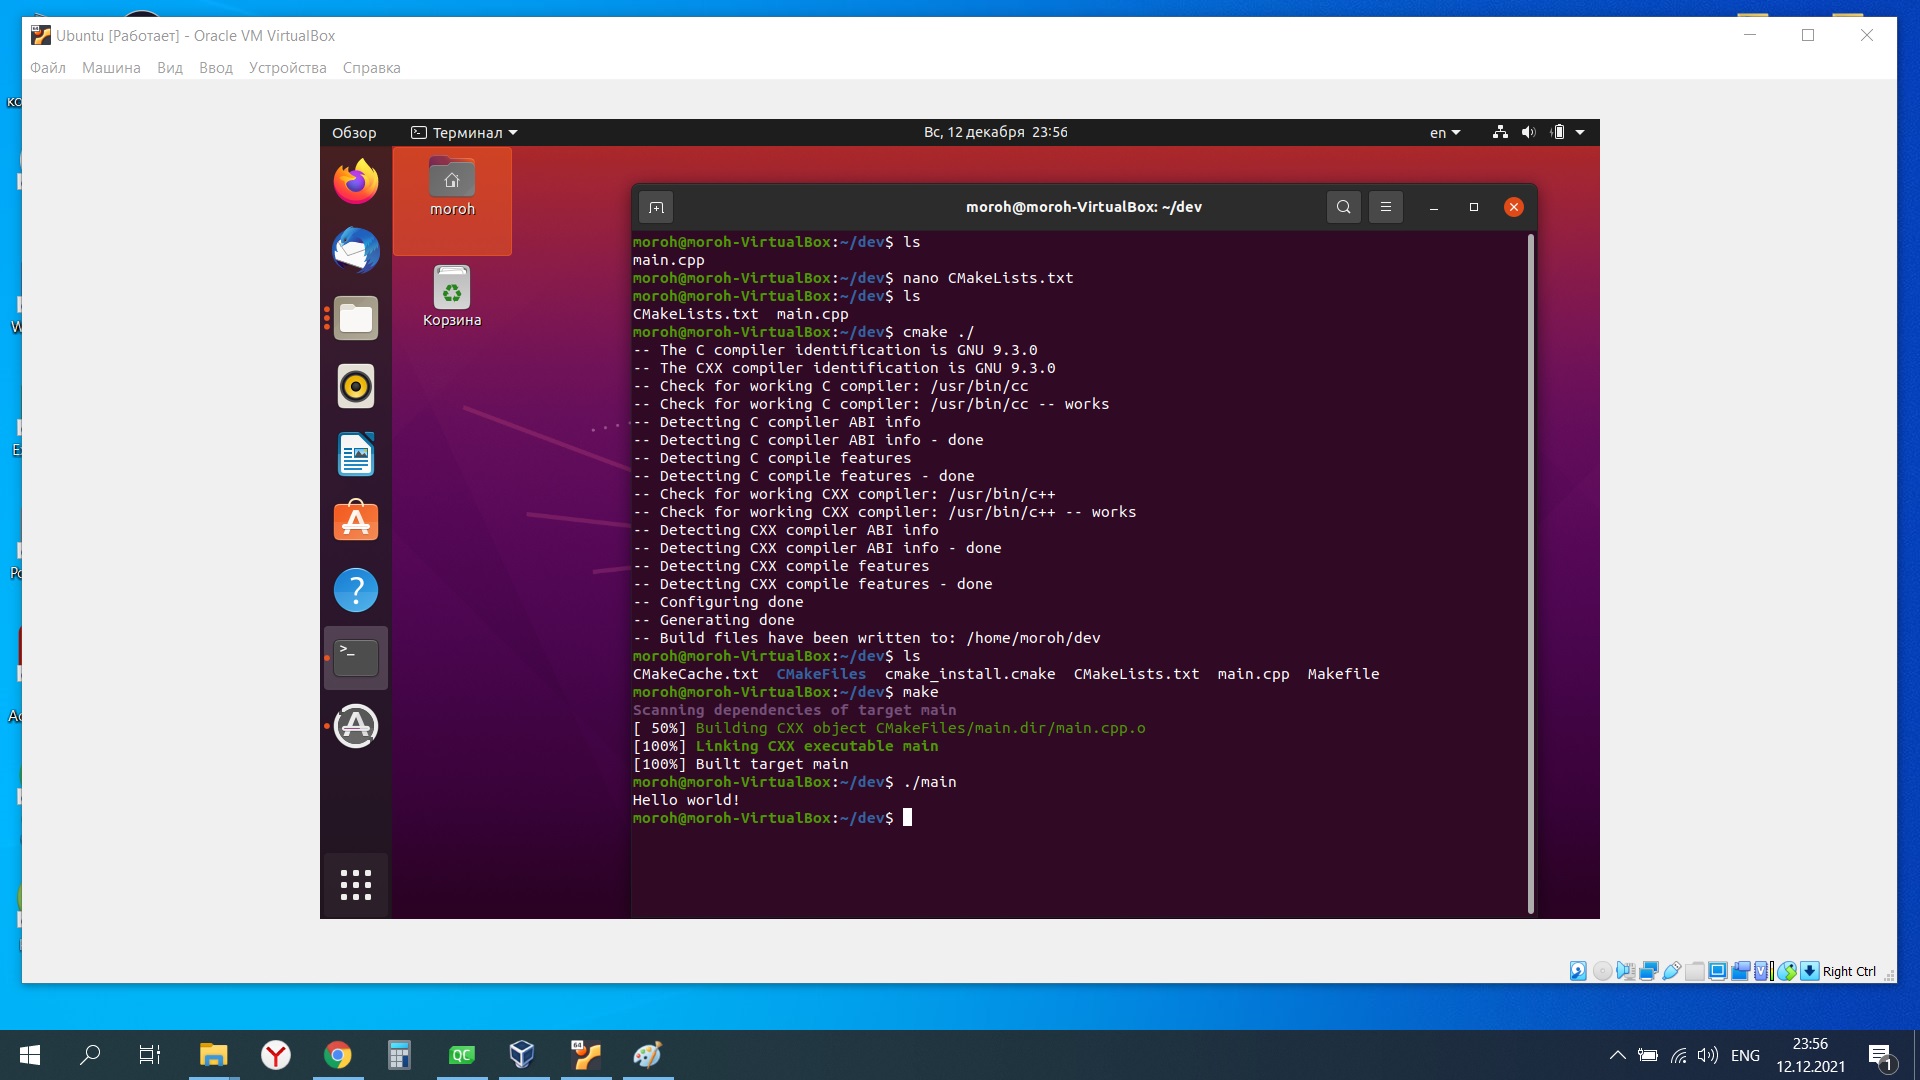 Ubuntu [Работает] - Oracle VM VirtualBox
Файл Машина Вид Ввод Устройства Справка
Обзор Терминал Вс, 12 декабря 23:56 en
moroh
Корзина
moroh@moroh-VirtualBox: ~/dev
moroh@moroh-VirtualBox:~/dev$ ls
main.cpp
moroh@moroh-VirtualBox:~/dev$ nano CMakeLists.txt
moroh@moroh-VirtualBox:~/dev$ ls
CMakeLists.txt main.cpp
moroh@moroh-VirtualBox:~/dev$ cmake ./
-- The C compiler identification is GNU 9.3.0
-- The CXX compiler identification is GNU 9.3.0
-- Check for working C compiler: /usr/bin/cc
-- Check for working C compiler: /usr/bin/cc -- works
-- Detecting C compiler ABI info
-- Detecting C compiler ABI info - done
-- Detecting C compile features
-- Detecting C compile features - done
-- Check for working CXX compiler: /usr/bin/c++
-- Check for working CXX compiler: /usr/bin/c++ -- works
-- Detecting CXX compiler ABI info
-- Detecting CXX compiler ABI info - done
-- Detecting CXX compile features
-- Detecting CXX compile features - done
-- Configuring done
-- Generating done
-- Build files have been written to: /home/moroh/dev
moroh@moroh-VirtualBox:~/dev$ ls
CMakeCache.txt CMakeFiles cmake_install.cmake CMakeLists.txt main.cpp Makefile
moroh@moroh-VirtualBox:~/dev$ make
Scanning dependencies of target main
[ 50%] Building CXX object CMakeFiles/main.dir/main.cpp.o
[100%] Linking CXX executable main
[100%] Built target main
moroh@moroh-VirtualBox:~/dev$ ./main
Hello world!
moroh@moroh-VirtualBox:~/dev$
Right Ctrl
QC
64
ENG
23:56
12.12.2021
1